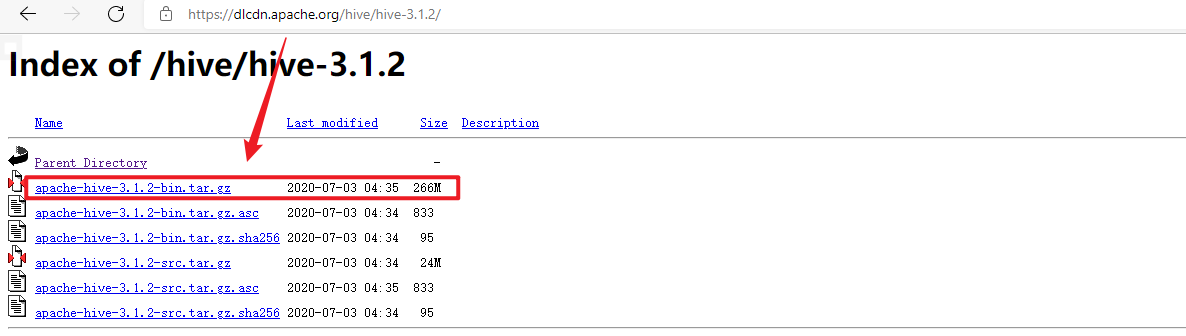 https://dlcdn.apache.org/hive/hive-3.1.2/
Index of /hive/hive-3.1.2
Name Last modified Size Description
Parent Directory -
apache-hive-3.1.2-bin.tar.gz 2020-07-03 04:35 266M
apache-hive-3.1.2-bin.tar.gz.asc 2020-07-03 04:34 833
apache-hive-3.1.2-bin.tar.gz.sha256 2020-07-03 04:34 95
apache-hive-3.1.2-src.tar.gz 2020-07-03 04:34 24M
apache-hive-3.1.2-src.tar.gz.asc 2020-07-03 04:35 833
apache-hive-3.1.2-src.tar.gz.sha256 2020-07-03 04:34 95